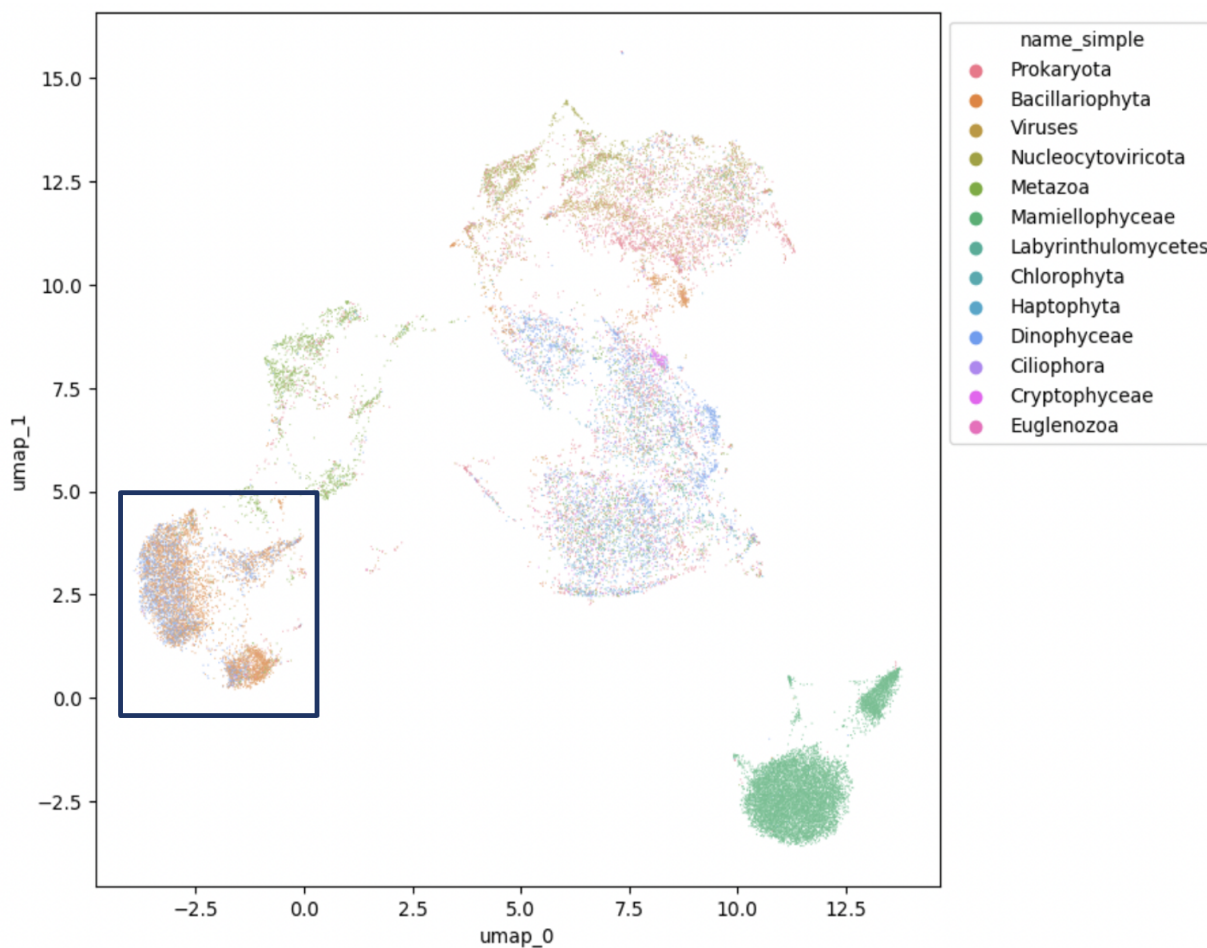 name_simple
Prokaryota
Bacillariophyta
Viruses
Nucleocytoviricota
Metazoa
Mamiellophyceae
Labyrinthulomycetes
Chlorophyta
Haptophyta
Dinophyceae
Ciliophora
Cryptophyceae
Euglenozoa
umap_1
15.0
12.5
10.0
7.5
5.0
2.5
0.0
−2.5
−2.5
0.0
2.5
5.0
7.5
10.0
12.5
umap_0